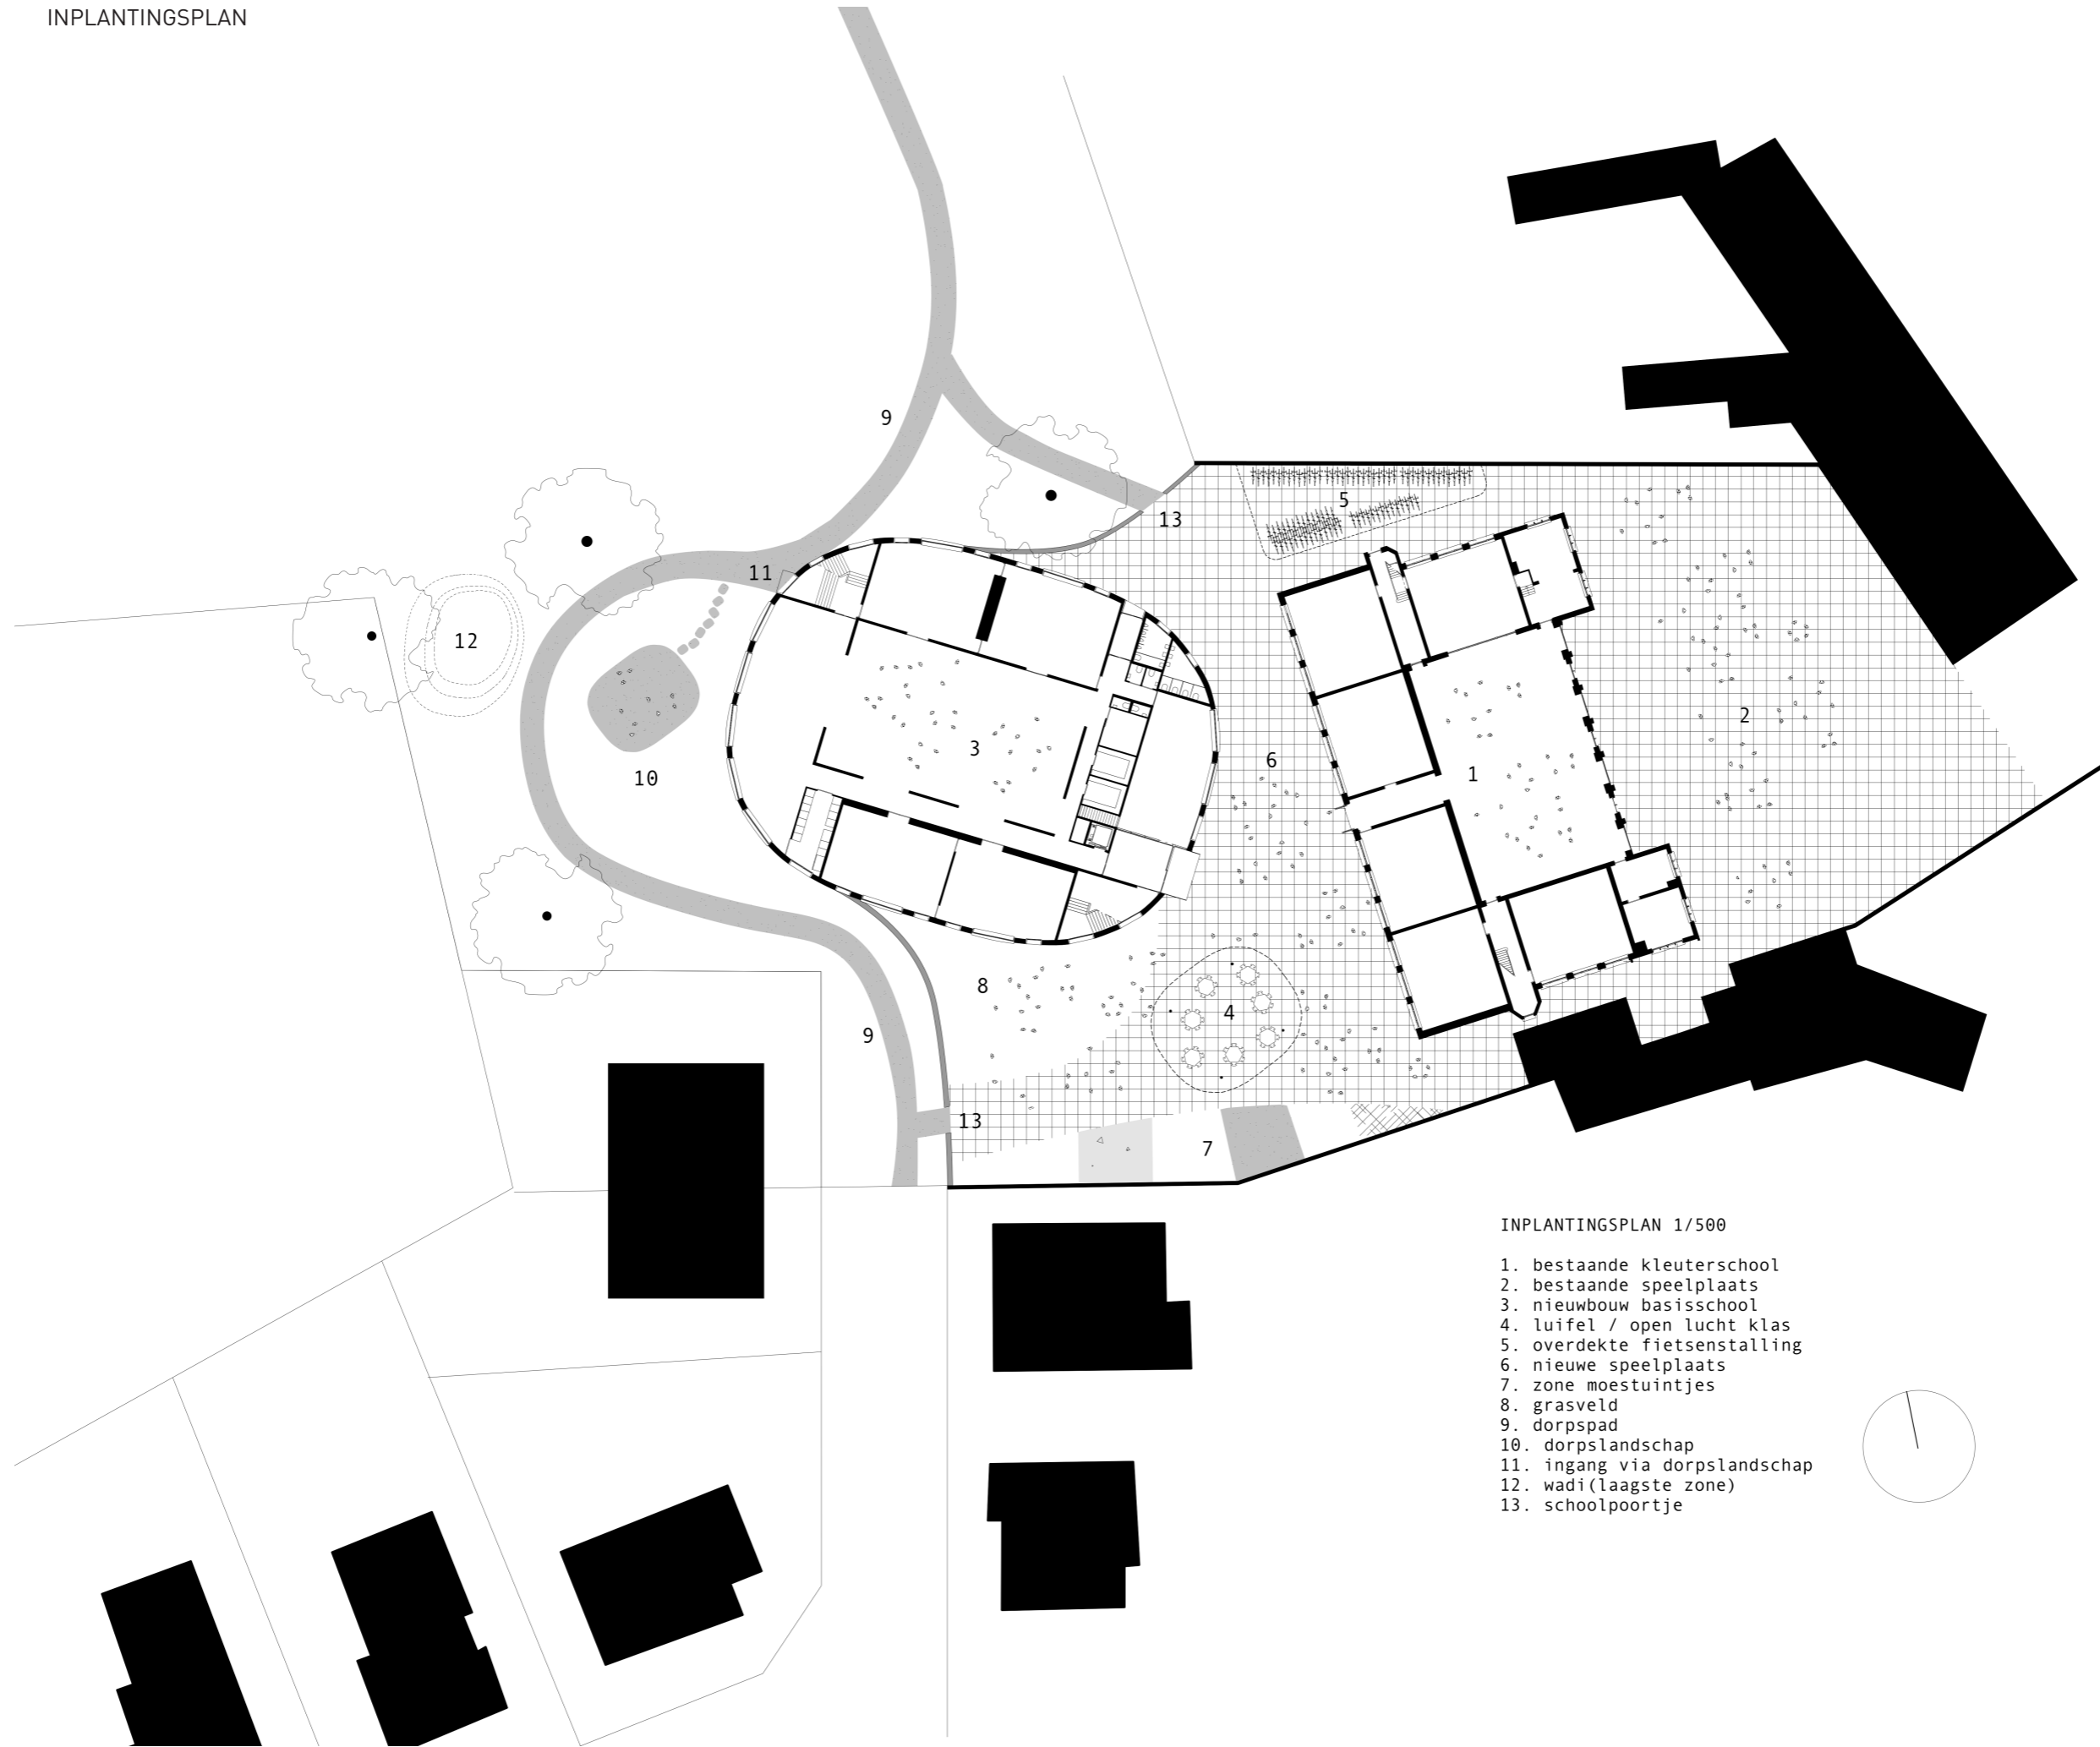 INPLANTINGSPLAN
9
5
13
11
12
2
3
6
1
10
8
4
9
13
7
INPLANTINGSPLAN 1/500
1. bestaande kleuterschool
2. bestaande speelplaats
3. nieuwbouw basisschool
4. luifel / open lucht klas
5. overdekte fietsenstalling
6. nieuwe speelplaats
7. zone moestuintjes
8. grasveld
9. dorpspad
10. dorpslandschap
11. ingang via dorpslandschap
12. wadi(laagste zone)
13. schoolpoortje